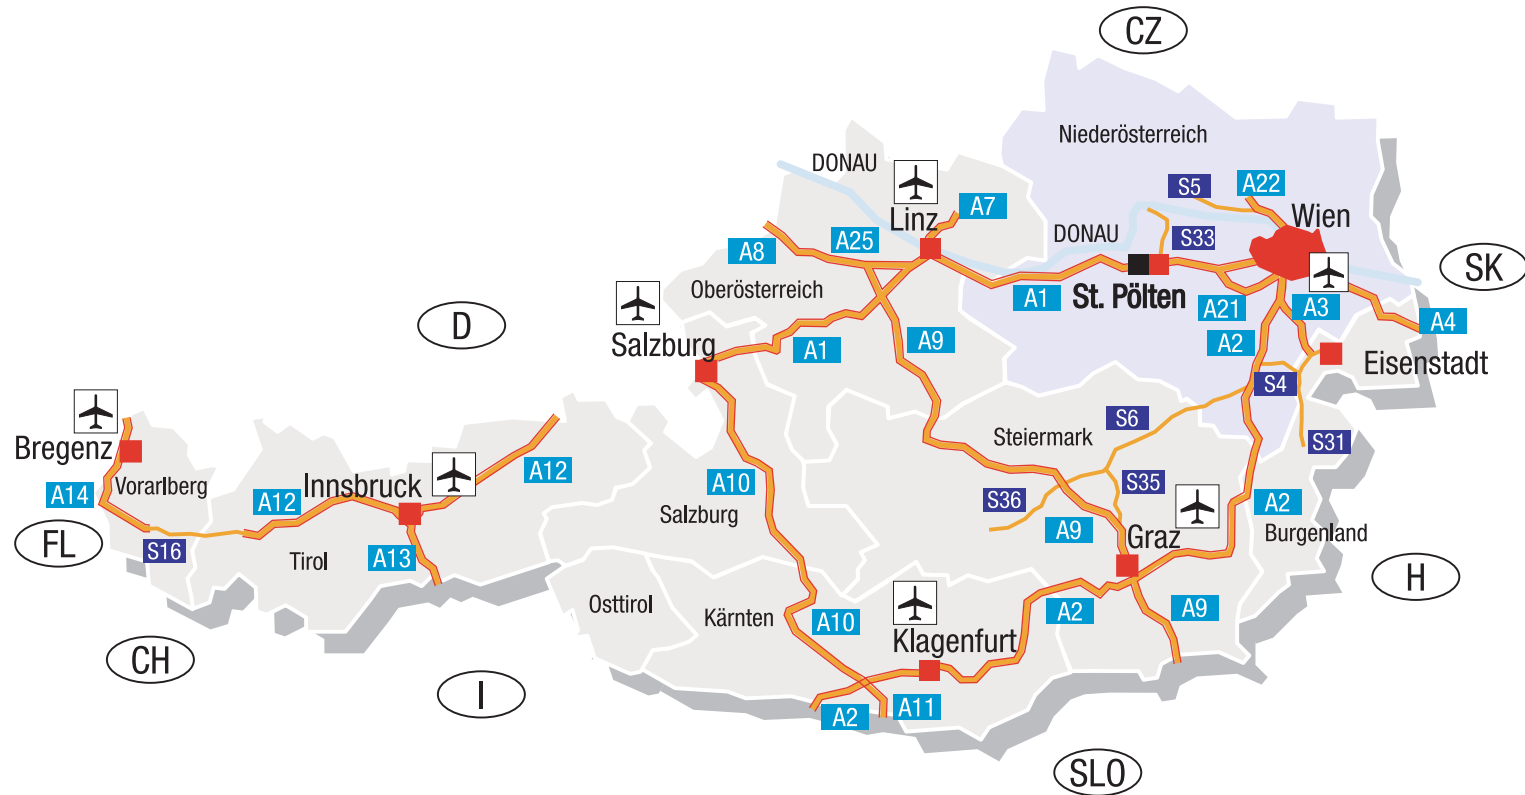 CZ
Niederösterreich
DONAU
S5
A22
Linz
A7
Wien
A25
DONAU
S33
A8
SK
Oberösterreich
A1
St. Pölten
A21
A3
A4
D
Salzburg
A1
A9
A2
Eisenstadt
S4
S6
Bregenz
Steiermark
S31
A14
Vorarlberg
A12
Innsbruck
A12
A10
S36
S35
A2
Salzburg
A9
Graz
Burgenland
FL
S16
Tirol
A13
H
Osttirol
Kärnten
A10
A2
A9
Klagenfurt
CH
I
A2
A11
SLO